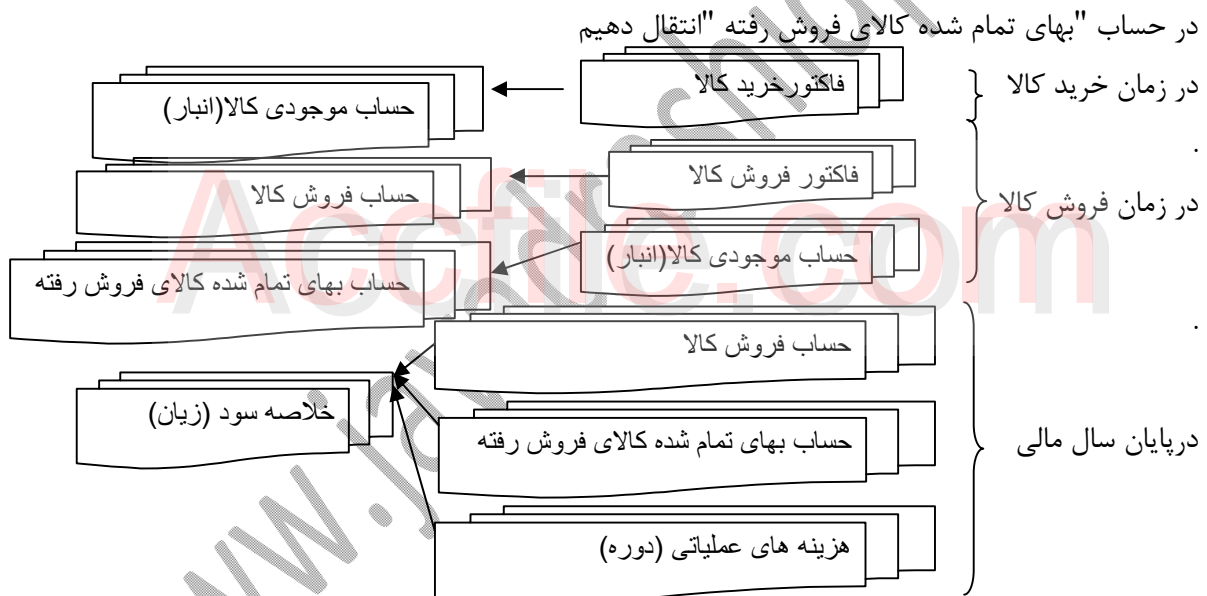 در حساب "بهای تمام شده کالای فروش رفته "انتقال دهیم
در زمان خرید کالا
فاکتورخرید کالا
حساب موجودی کالا(انبار)
.
در زمان فروش کالا
فاکتور فروش کالا
حساب فروش کالا
حساب موجودی کالا(انبار)
حساب بهای تمام شده کالای فروش رفته
.
درپایان سال مالی
حساب فروش کالا
حساب بهای تمام شده کالای فروش رفته
هزینه های عملیاتی (دوره)
خلاصه سود (زیان)
Accfile.com